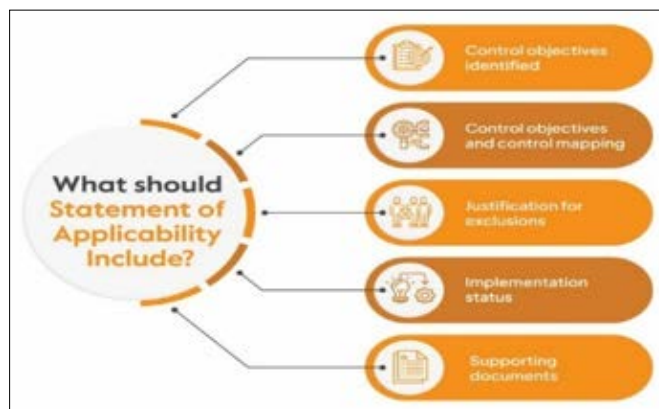 What should
Statement of
Applicability
Include?
Control objectives
identified
Control objectives
and control mapping
Justification for
exclusions
Implementation
status
Supporting
documents